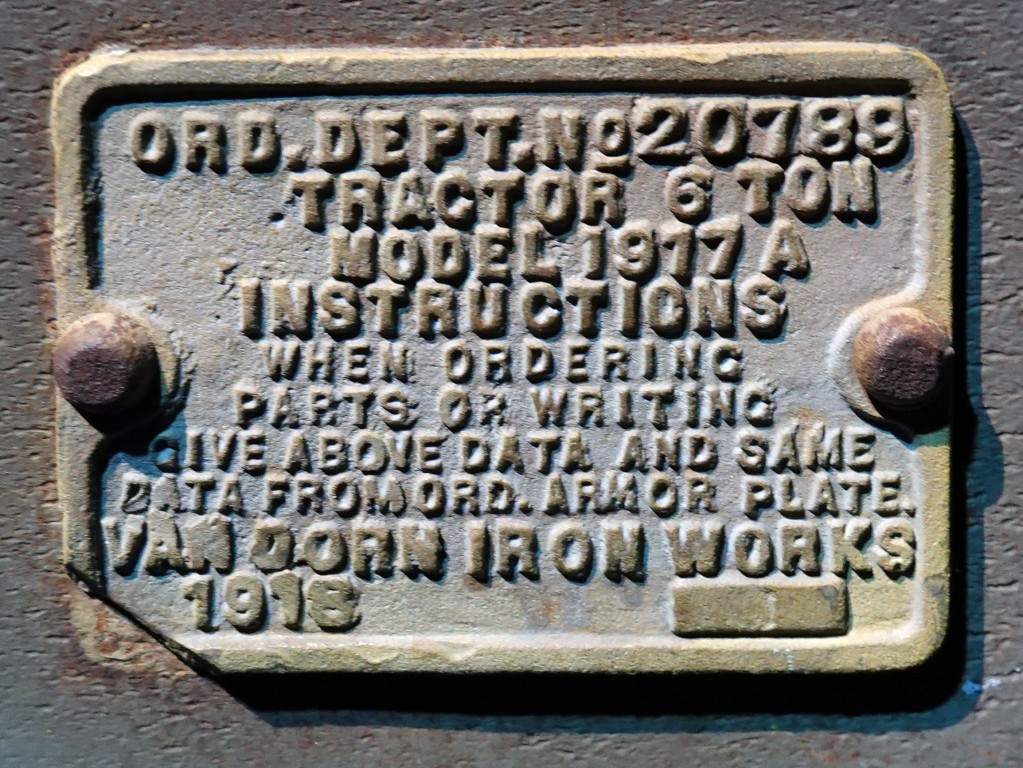 ORD. DEPT. No 20789
TRACTOR 6 TON
MODEL 1917 A
INSTRUCTIONS
WHEN ORDERING
PARTS OR WRITING
GIVE ABOVE DATA AND SAME
DATA FROM ORD. ARMOR PLATE.
VAN DORN IRON WORKS
1918